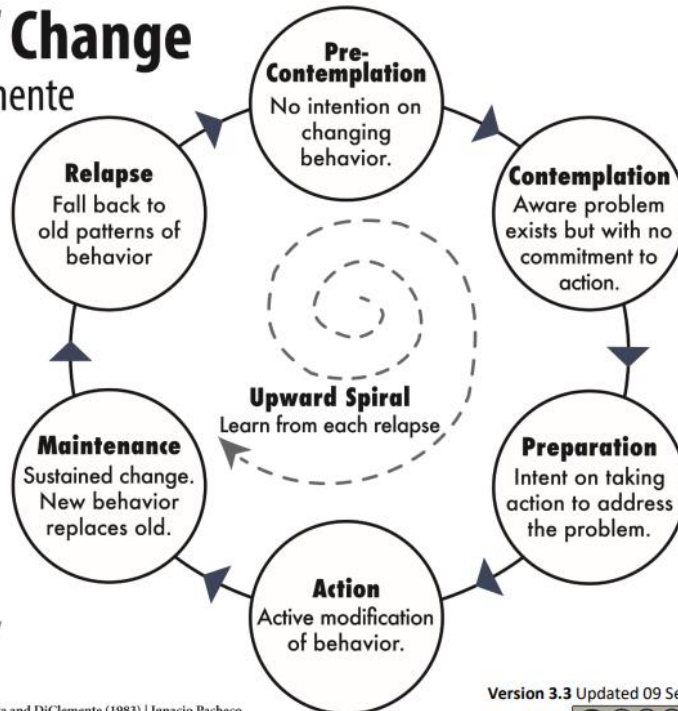 Change
Pre-
Contemplation
No intention on
changing
behavior.
Contemplation
Aware problem
exists but with no
commitment to
action.
Preparation
Intent on taking
action to address
the problem.
Action
Active modification
of behavior.
Maintenance
Sustained change.
New behavior
replaces old.
Relapse
Fall back to
old patterns of
behavior
Upward Spiral
Learn from each relapse
and DiClemente (1983) | Ignacio Pacheco
Version 3.3 Updated 09 Se